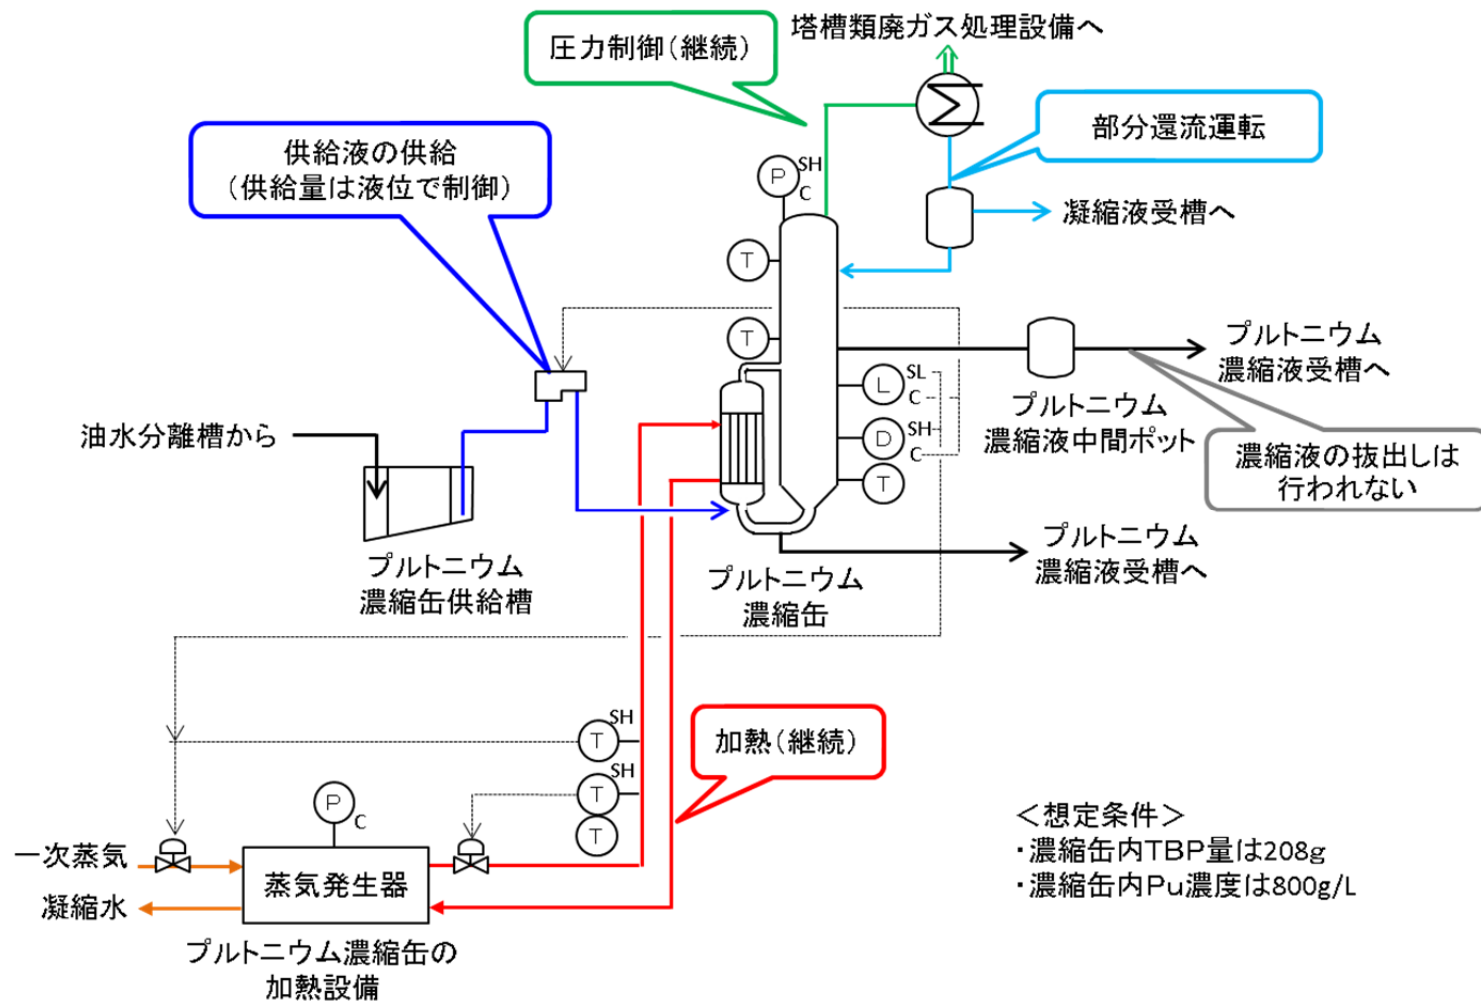 塔槽類廃ガス処理設備へ
圧力制御(継続)
部分還流運転
供給液の供給
(供給量は液位で制御)
P
SH
C
凝縮液受槽へ
T
T
プルトニウム
濃縮液受槽へ
L
SL
C
プルトニウム
濃縮液中間ポット
油水分離槽から
D
SH
C
濃縮液の抜出しは
行われない
T
プルトニウム
濃縮缶供給槽
プルトニウム
濃縮缶
プルトニウム
濃縮液受槽へ
T
SH
加熱(継続)
T
SH
T
P
C
一次蒸気
凝縮水
蒸気発生器
プルトニウム濃縮缶の
加熱設備
<想定条件>
・濃縮缶内TBP量は208g
・濃縮缶内Pu濃度は800g/L